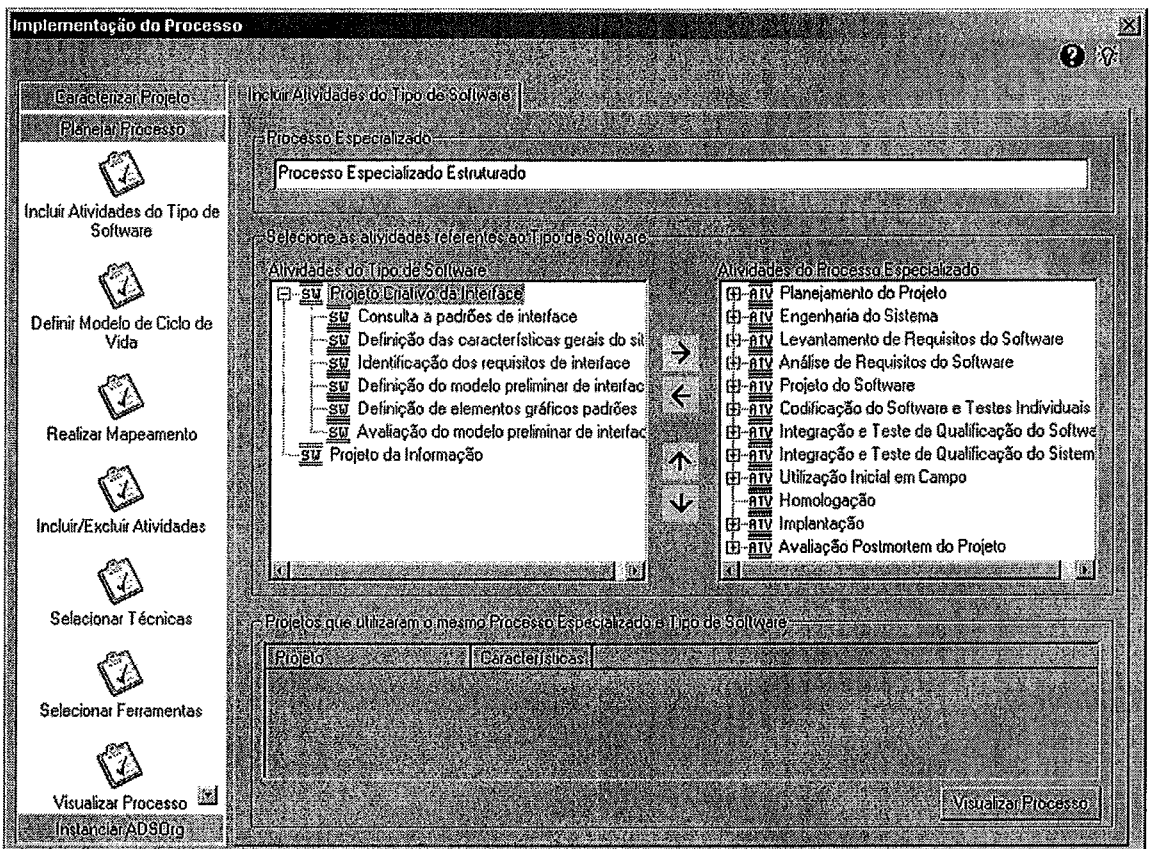 Implementação do Processo
Caracterizar Projeto
Planejar Processo
Incluir Atividades do Tipo de
Software
Definir Modelo de Ciclo de
Vida
Realizar Mapeamento
Incluir/Excluir Atividades
Selecionar Técnicas
Selecionar Ferramentas
Visualizar Processo
Instanciar ADSOrg
Incluir Atividades do Tipo de Software
Processo Especializado
Processo Especializado Estruturado
Selecione as atividades referentes ao Tipo de Software
Atividades do Tipo de Software
SW Projeto Criativo da Interface
SW Consulta a padrões de interface
SW Definição das características gerais do sit
SW Identificação dos requisitos de interface
SW Definição do modelo preliminar de interfac
SW Definição de elementos gráficos padrões
SW Avaliação do modelo preliminar de interfac
SW Projeto da Informação
Atividades do Processo Especializado
ATV Planejamento do Projeto
ATV Engenharia do Sistema
ATV Levantamento de Requisitos do Software
ATV Análise de Requisitos do Software
ATV Projeto do Software
ATV Codificação do Software e Testes Individuais
ATV Integração e Teste de Qualificação do Softwa
ATV Integração e Teste de Qualificação do Sistem
ATV Utilização Inicial em Campo
ATV Homologação
ATV Implantação
ATV Avaliação Postmortem do Projeto
Projetos que utilizaram o mesmo Processo Especializado e Tipo de Software
Projeto
Características
Visualizar Processo